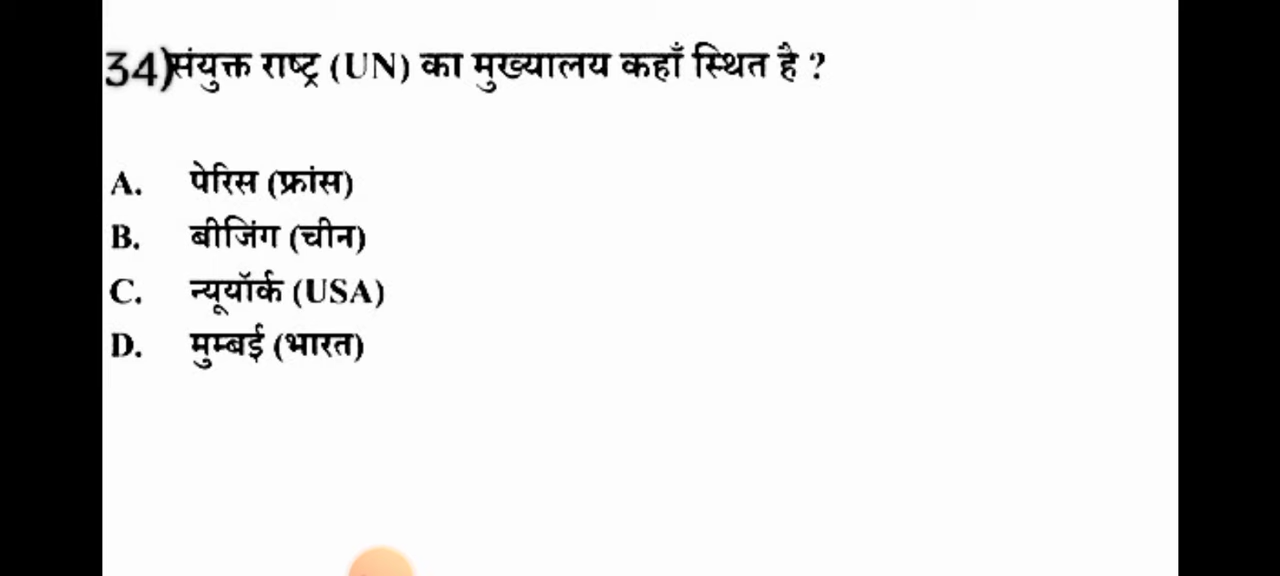 34)संयुक्त राष्ट्र (UN) का मुख्यालय कहाँ स्थित है ?
A. पेरिस (फ्रांस)
B. बीजिंग (चीन)
C. न्यूयॉर्क (USA)
D. मुम्बई (भारत)